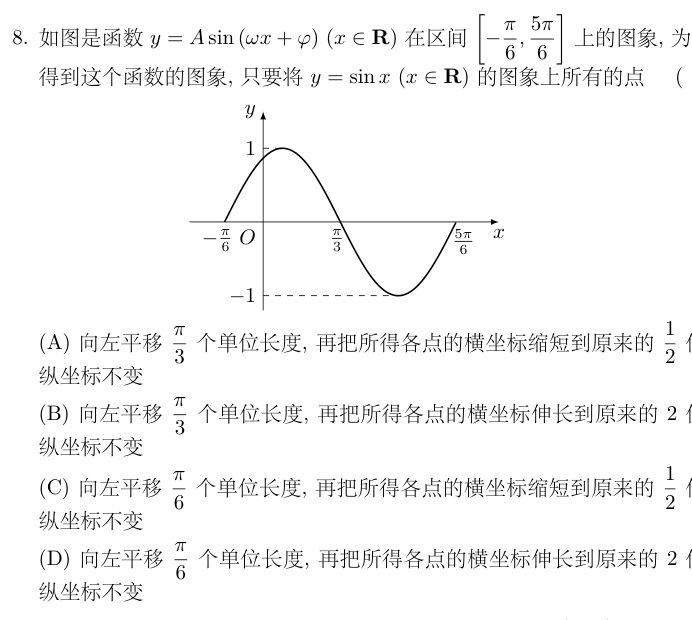 8. 如图是函数 y = A sin (ωx + φ) (x ∈ R) 在区间 [−π/6, 5π/6] 上的图象, 为
得到这个函数的图象, 只要将 y = sin x (x ∈ R) 的图象上所有的点 (
y
1
−π/6 O π/3 5π/6 x
−1
(A) 向左平移 π/3 个单位长度, 再把所得各点的横坐标缩短到原来的 1/2
纵坐标不变
(B) 向左平移 π/3 个单位长度, 再把所得各点的横坐标伸长到原来的 2
纵坐标不变
(C) 向左平移 π/6 个单位长度, 再把所得各点的横坐标缩短到原来的 1/2
纵坐标不变
(D) 向左平移 π/6 个单位长度, 再把所得各点的横坐标伸长到原来的 2
纵坐标不变